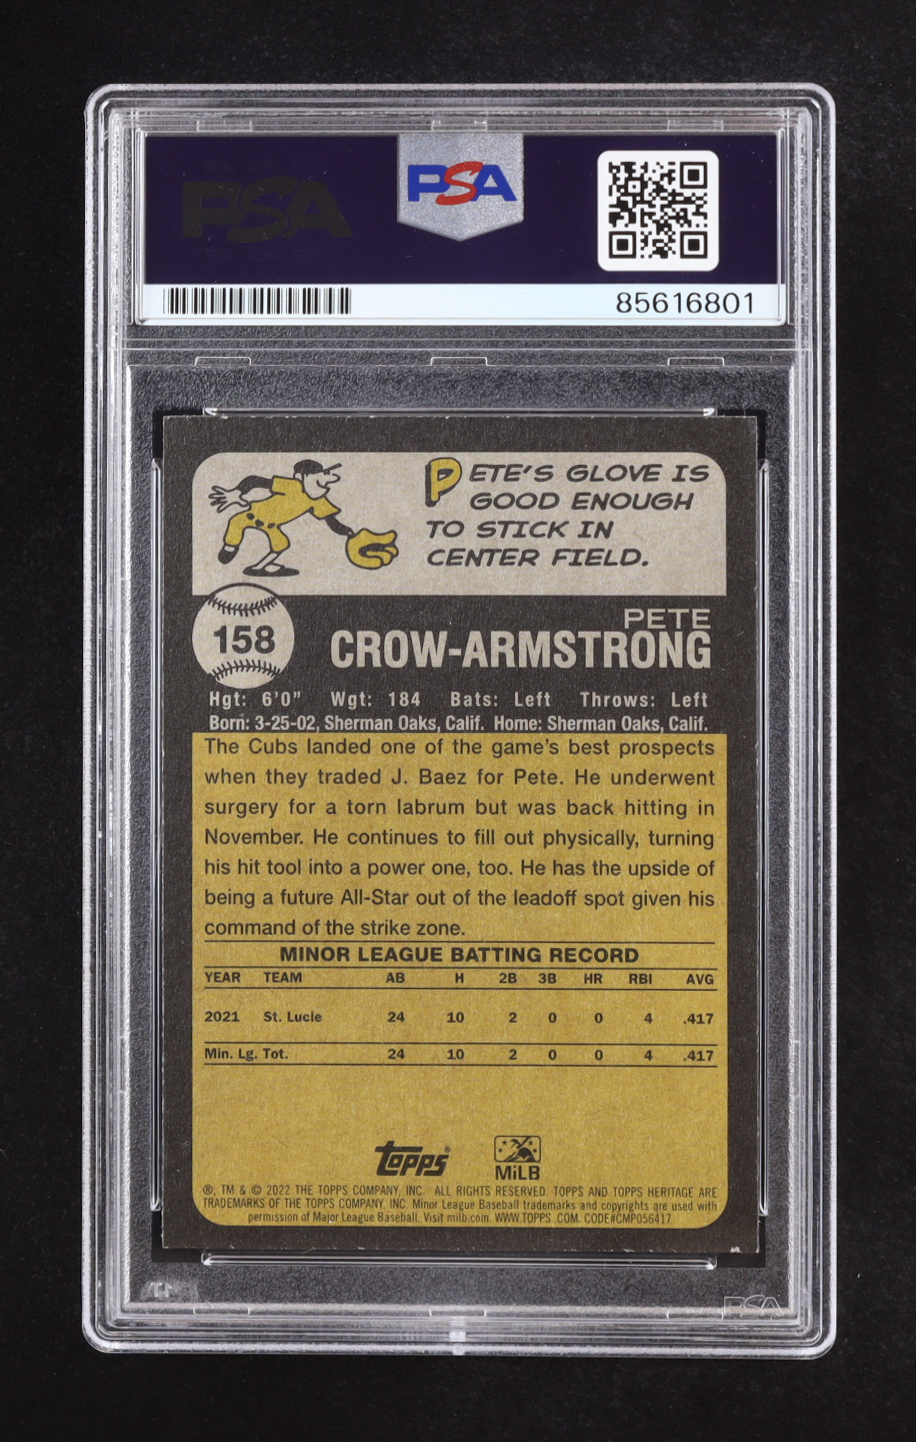 PSA
PSA
85616801
PETE'S GLOVE IS
GOOD ENOUGH
TO STICK IN
CENTER FIELD.
158
PETE
CROW-ARMSTRONG
Hgt: 6'0" Wgt: 184 Bats: Left Throws: Left
Born: 3-25-02, Sherman Oaks, Calif. Home: Sherman Oaks, Calif.
The Cubs landed one of the game's best prospects
when they traded J. Baez for Pete. He underwent
surgery for a torn labrum but was back hitting in
November. He continues to fill out physically, turning
his hit tool into a power one, too. He has the upside of
being a future All-Star out of the leadoff spot given his
command of the strike zone.
MINOR LEAGUE BATTING RECORD
YEAR TEAM AB H 2B 3B HR RBI AVG
2021 St. Lucie 24 10 2 0 0 4 .417
Min. Lg. Tot. 24 10 2 0 0 4 .417
Topps
MiLB
®, TM & © 2022 THE TOPPS COMPANY, INC. ALL RIGHTS RESERVED. TOPPS AND TOPPS HERITAGE ARE
TRADEMARKS OF THE TOPPS COMPANY, INC. Minor League Baseball trademarks and copyrights are used with
permission of Major League Baseball. Visit milb.com. WWW.TOPPS.COM. CODE#CMP056417
PSA